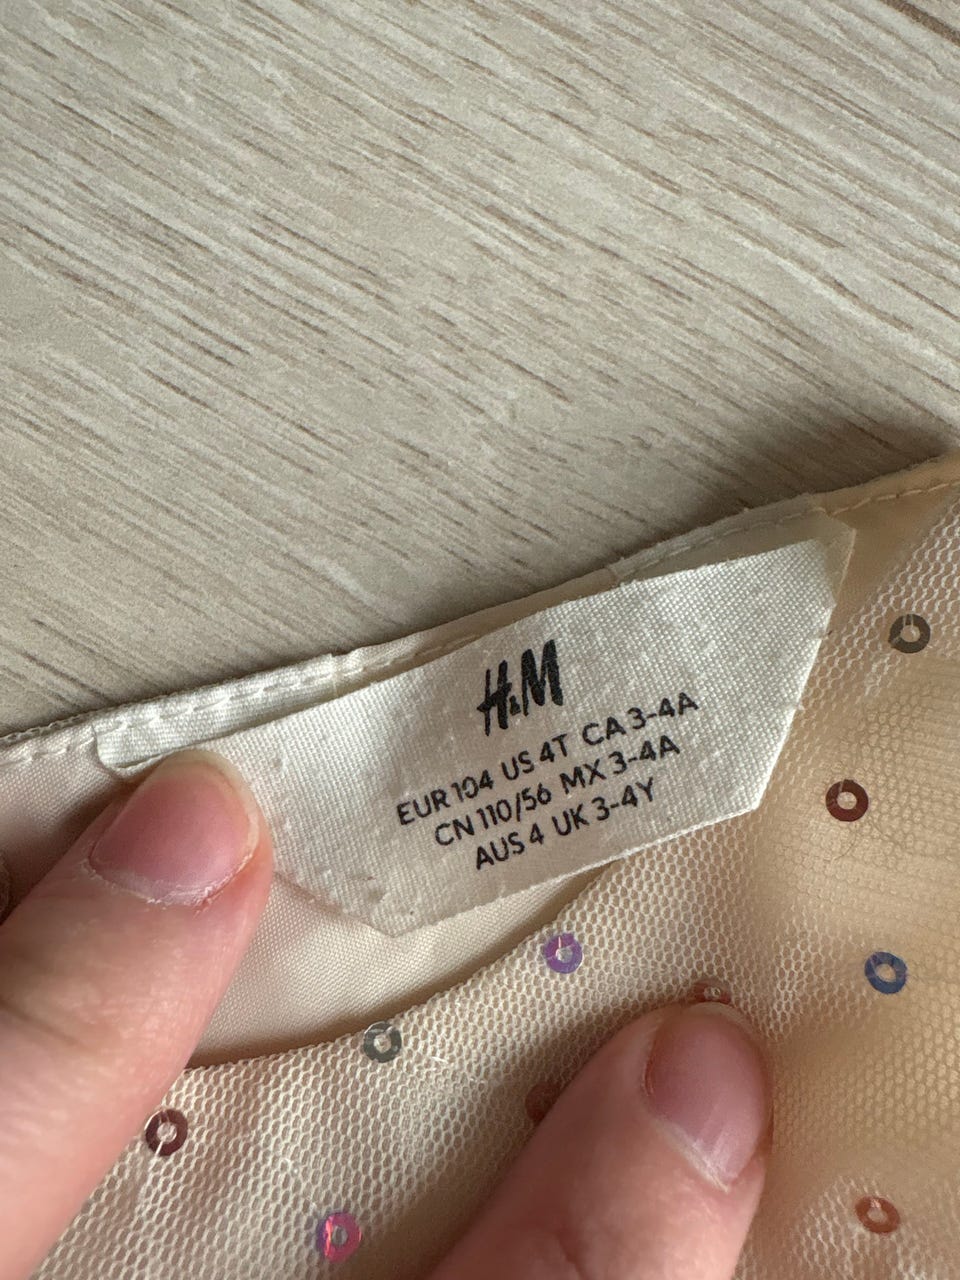 H&M
EUR 104 US 4T CA 3-4A
CN 110/56 MX 3-4A
AUS 4 UK 3-4Y